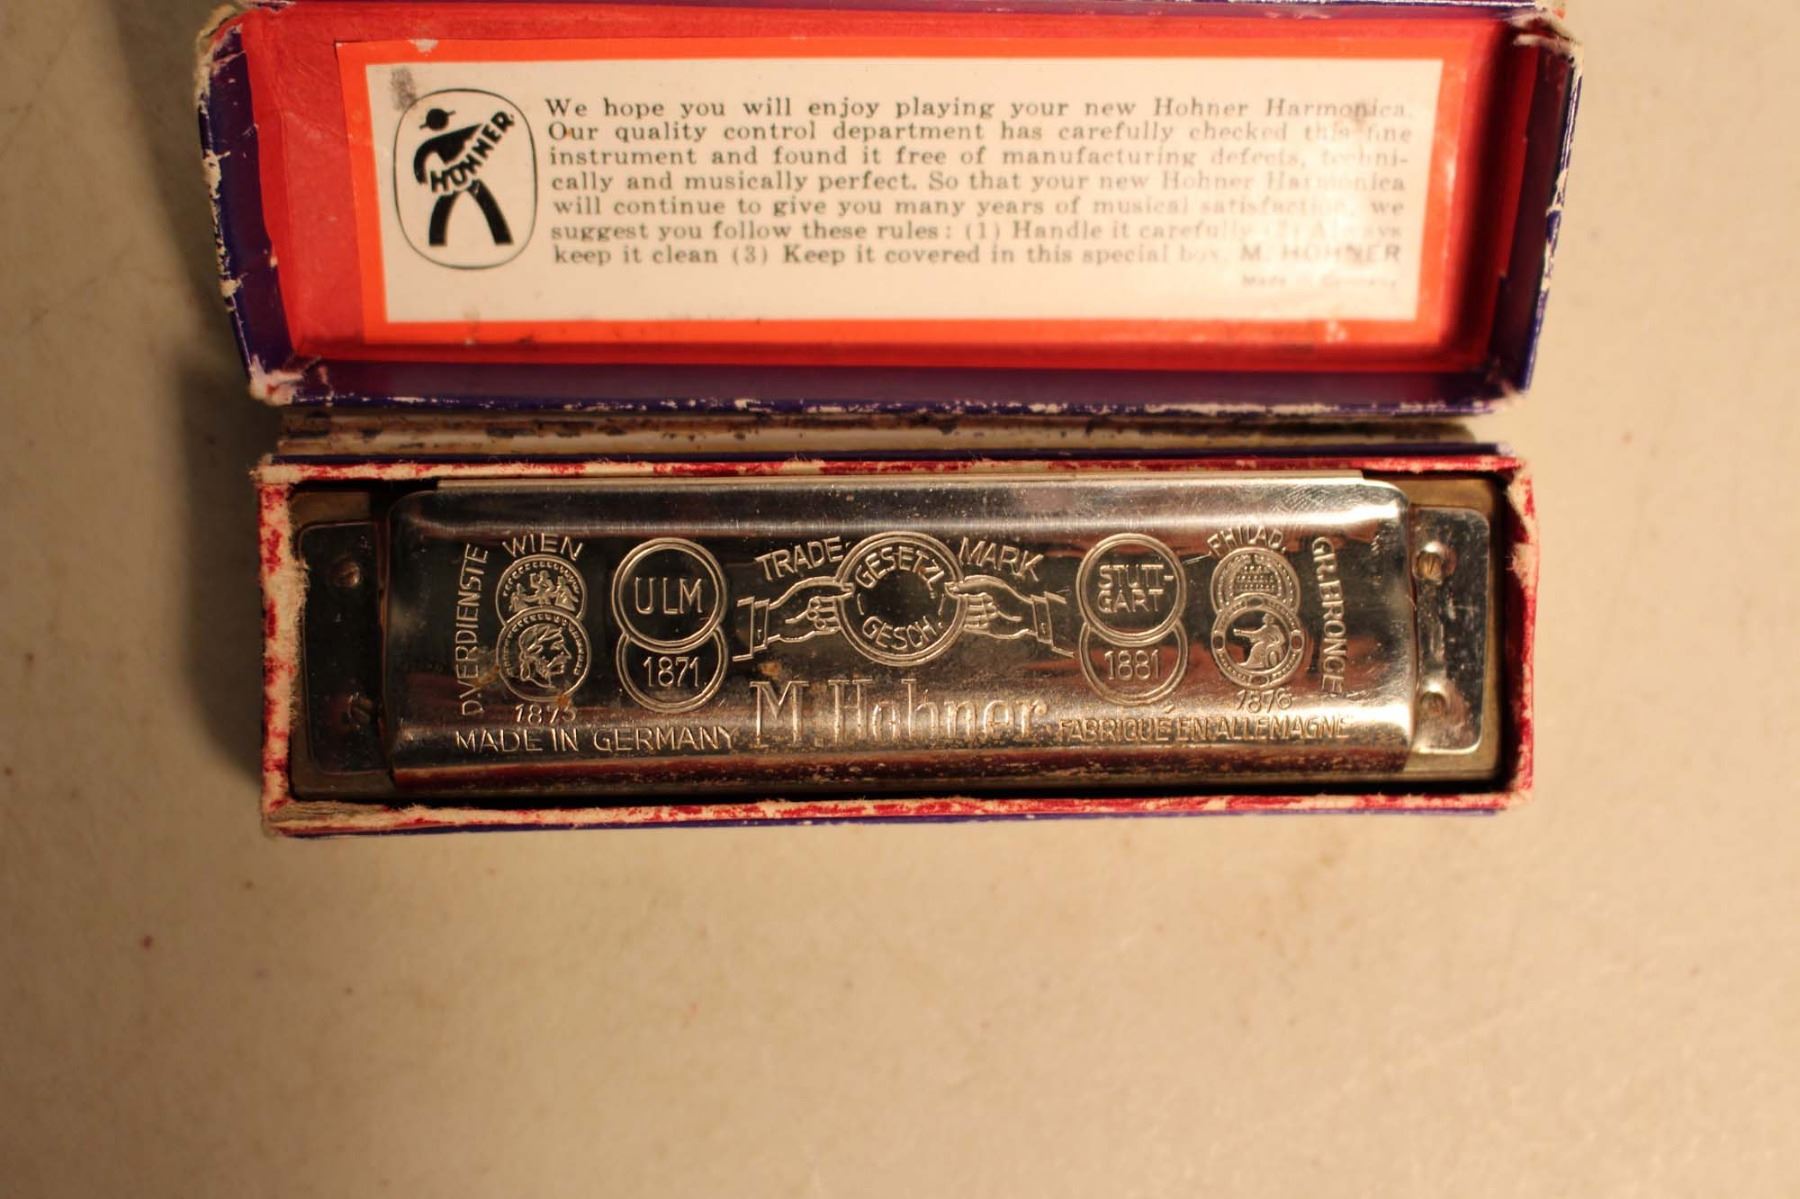 HOHNER
We hope you will enjoy playing your new Hohner Harmonica.
Our quality control department has carefully checked this fine
instrument and found it free of manufacturing defects, techni-
cally and musically perfect. So that your new Hohner Harmonica
will continue to give you many years of musical satisfaction, we
suggest you follow these rules: (1) Handle it carefully (2) Always
keep it clean (3) Keep it covered in this special box. M. HOHNER
Made in Germany
D.VERDIENSTE
WIEN
1873
ULM
1871
TRADE MARK
GESETZL.
GESCH.
STUTT-
GART
1881
PHILAD.
1876
GR.BRONCE
MADE IN GERMANY M. Hohner FABRIQUÉ EN ALLEMAGNE